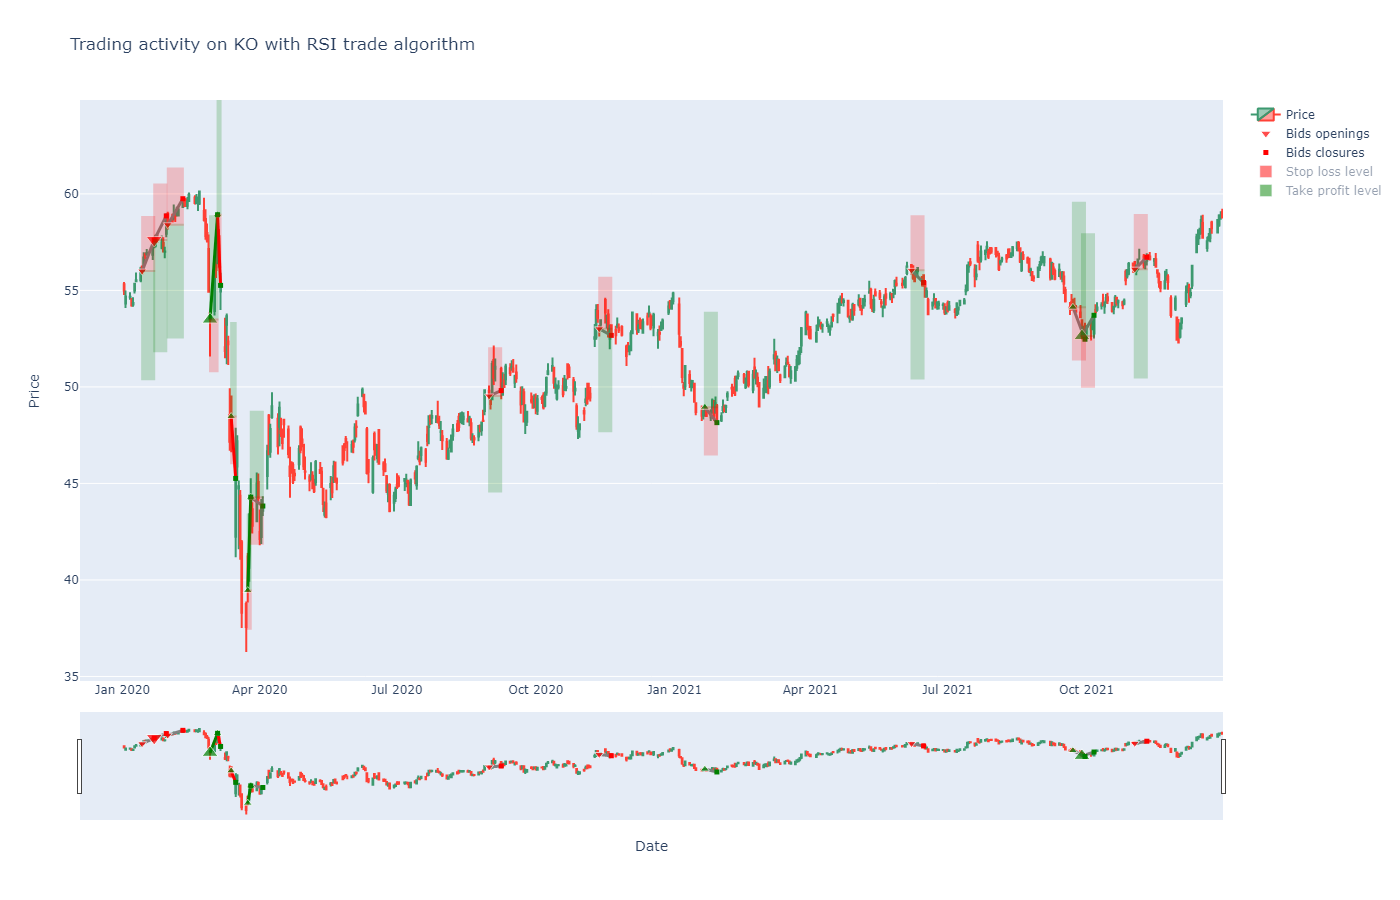 Trading activity on KO with RSI trade algorithm
Price
Bids openings
Bids closures
Stop loss level
Take profit level
60
55
50
45
40
35
Price
Jan 2020
Apr 2020
Jul 2020
Oct 2020
Jan 2021
Apr 2021
Jul 2021
Oct 2021
Date